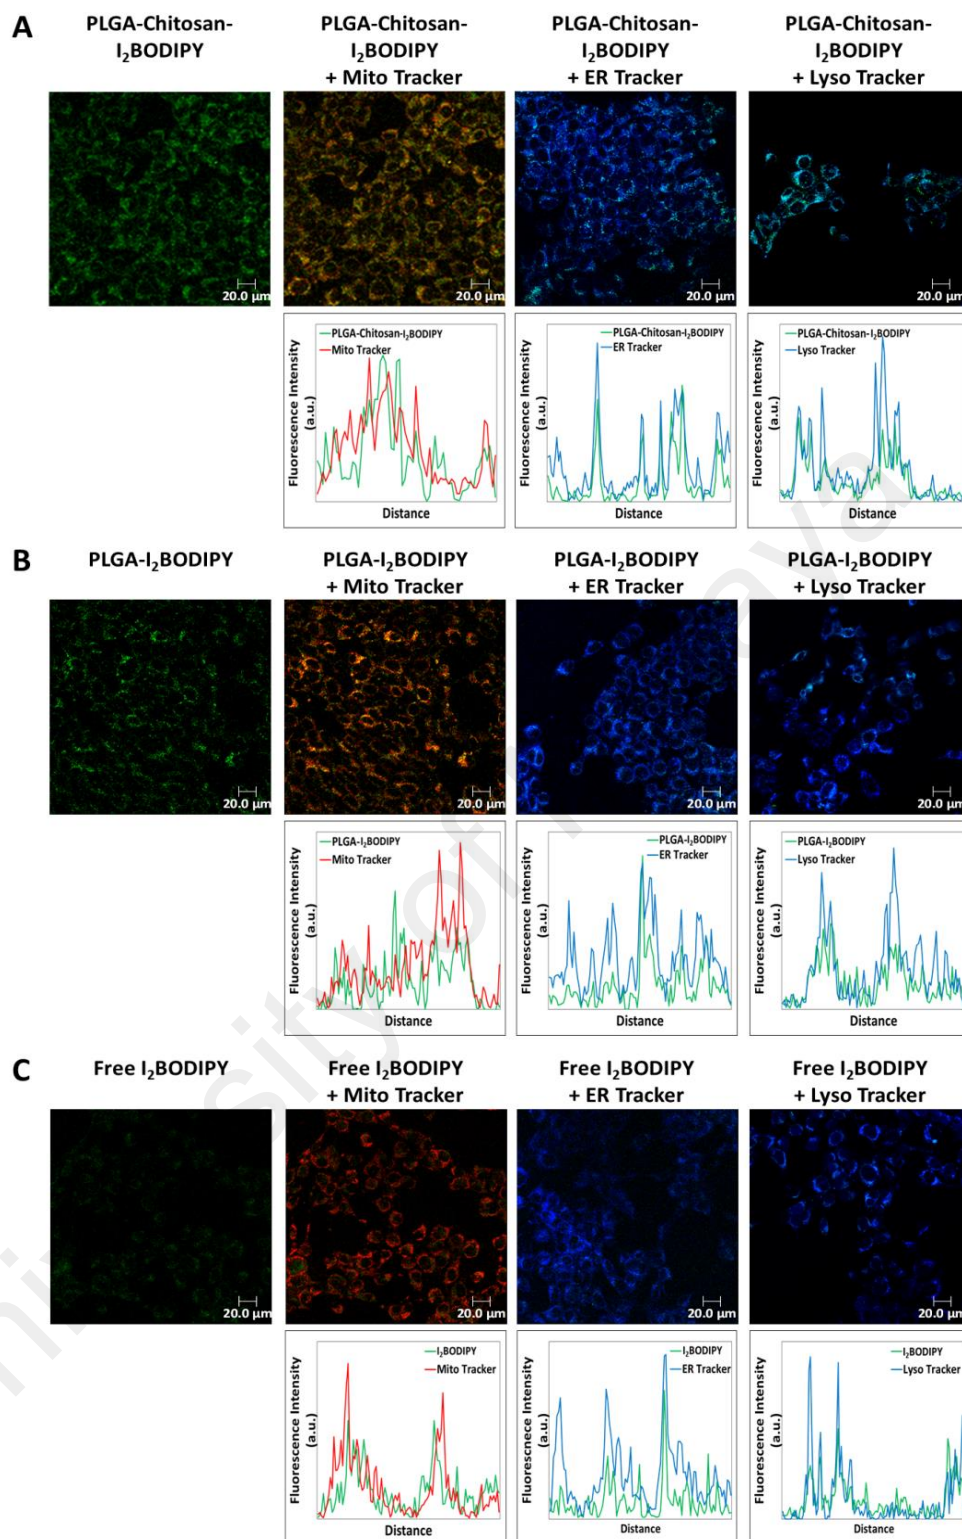 A
PLGA-Chitosan-
I₂BODIPY
PLGA-Chitosan-
I₂BODIPY
+ Mito Tracker
PLGA-Chitosan-
I₂BODIPY
+ ER Tracker
PLGA-Chitosan-
I₂BODIPY
+ Lyso Tracker
20.0 µm
20.0 µm
20.0 µm
20.0 µm
Fluorescence Intensity
(a.u.)
PLGA-Chitosan-I₂BODIPY
Mito Tracker
Distance
Fluorescence Intensity
(a.u.)
PLGA-Chitosan-I₂BODIPY
ER Tracker
Distance
Fluorescence Intensity
(a.u.)
PLGA-Chitosan-I₂BODIPY
Lyso Tracker
Distance
B
PLGA-I₂BODIPY
PLGA-I₂BODIPY
+ Mito Tracker
PLGA-I₂BODIPY
+ ER Tracker
PLGA-I₂BODIPY
+ Lyso Tracker
20.0 µm
20.0 µm
20.0 µm
20.0 µm
Fluorescence Intensity
(a.u.)
PLGA-I₂BODIPY
Mito Tracker
Distance
Fluorescence Intensity
(a.u.)
PLGA-I₂BODIPY
ER Tracker
Distance
Fluorescence Intensity
(a.u.)
PLGA-I₂BODIPY
Lyso Tracker
Distance
C
Free I₂BODIPY
Free I₂BODIPY
+ Mito Tracker
Free I₂BODIPY
+ ER Tracker
Free I₂BODIPY
+ Lyso Tracker
20.0 µm
20.0 µm
20.0 µm
20.0 µm
Fluorescence Intensity
(a.u.)
I₂BODIPY
Mito Tracker
Distance
Fluorescnece Intensity
(a.u.)
I₂BODIPY
ER Tracker
Distance
Fluorescence Intensity
(a.u.)
I₂BODIPY
Lyso Tracker
Distance